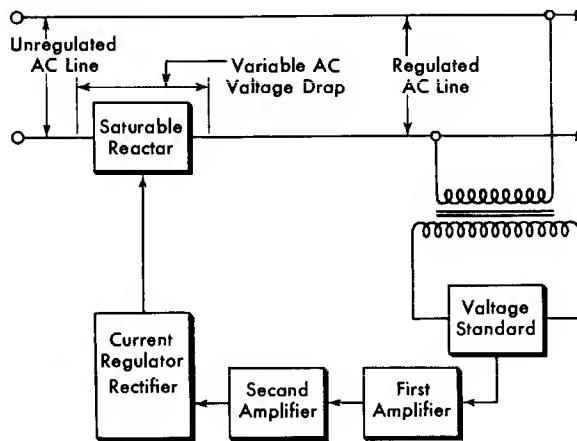 Unregulated
AC Line
Variable AC
Valtage Drap
Regulated
AC Line
Saturable
Reactar
Valtage
Standard
Current
Regulator
Rectifier
Second
Amplifier
First
Amplifier